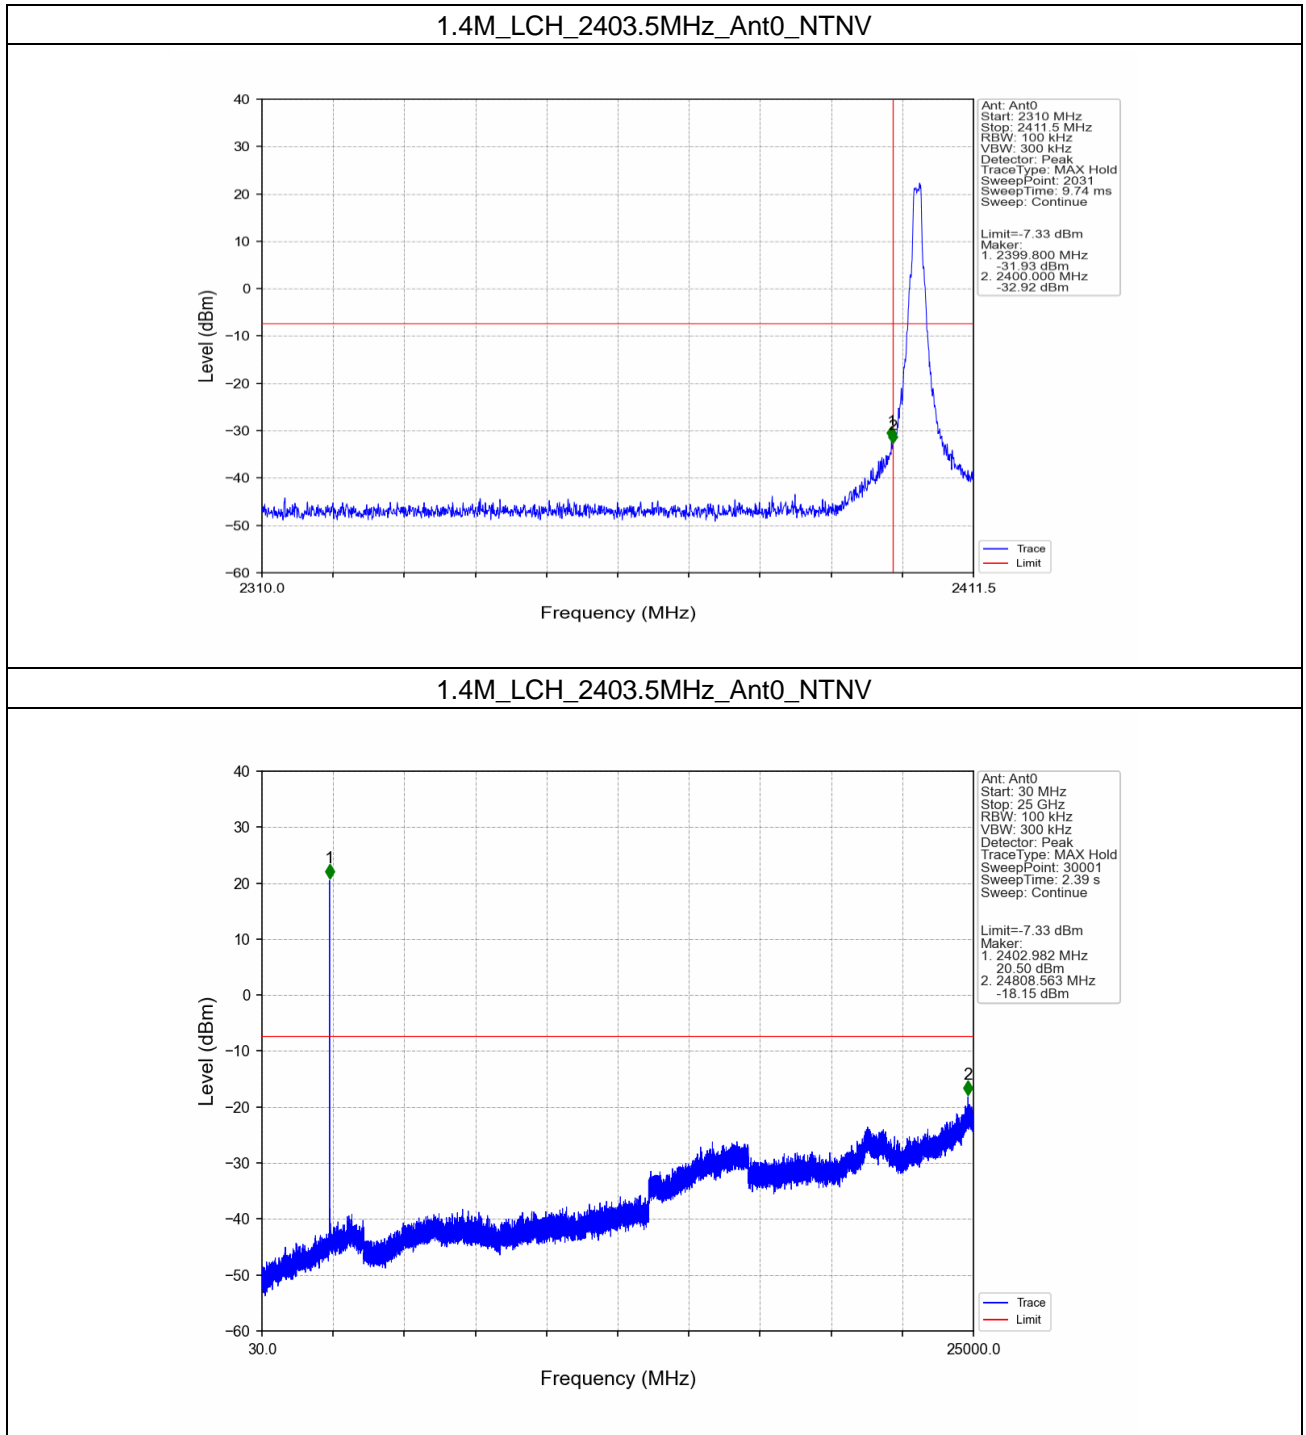 1.4M_LCH_2403.5MHz_Ant0_NTNV
40
30
20
10
0
−10
−20
−30
−40
−50
−60
Level (dBm)
2310.0
2411.5
Frequency (MHz)
1
2
Ant: Ant0
Start: 2310 MHz
Stop: 2411.5 MHz
RBW: 100 kHz
VBW: 300 kHz
Detector: Peak
TraceType: MAX Hold
SweepPoint: 2031
SweepTime: 9.74 ms
Sweep: Continue
Limit=-7.33 dBm
Maker:
1. 2399.800 MHz
-31.93 dBm
2. 2400.000 MHz
-32.92 dBm
Trace
Limit
1.4M_LCH_2403.5MHz_Ant0_NTNV
40
30
20
10
0
−10
−20
−30
−40
−50
−60
Level (dBm)
30.0
25000.0
Frequency (MHz)
1
2
Ant: Ant0
Start: 30 MHz
Stop: 25 GHz
RBW: 100 kHz
VBW: 300 kHz
Detector: Peak
TraceType: MAX Hold
SweepPoint: 30001
SweepTime: 2.39 s
Sweep: Continue
Limit=-7.33 dBm
Maker:
1. 2402.982 MHz
20.50 dBm
2. 24808.563 MHz
-18.15 dBm
Trace
Limit